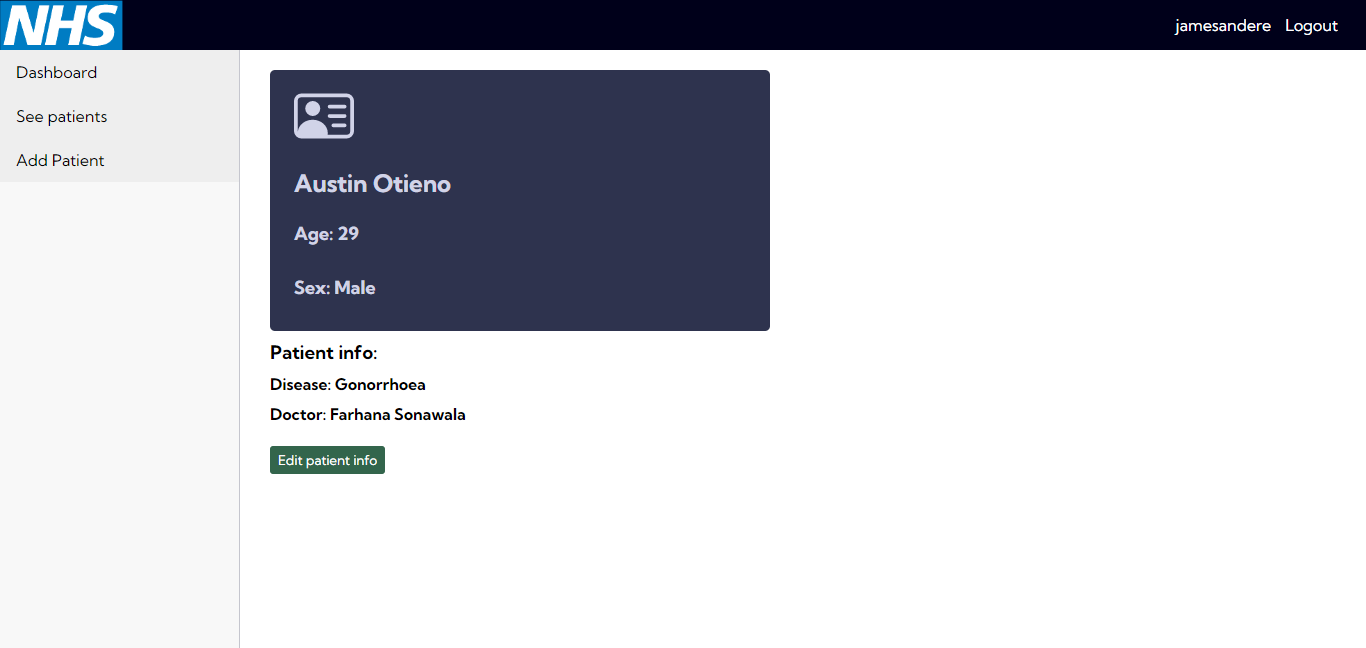 NHS
jamesandere Logout
Dashboard
See patients
Add Patient
Austin Otieno
Age: 29
Sex: Male
Patient info:
Disease: Gonorrhoea
Doctor: Farhana Sonawala
Edit patient info